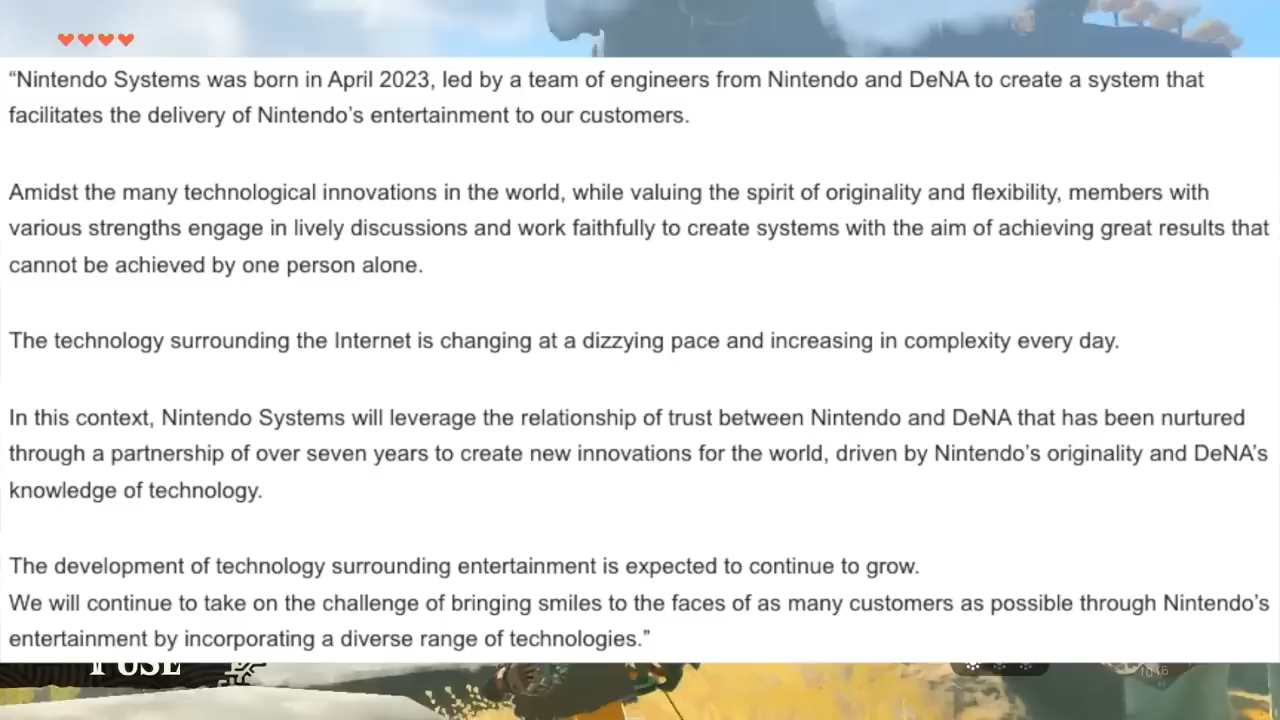 “Nintendo Systems was born in April 2023, led by a team of engineers from Nintendo and DeNA to create a system that
facilitates the delivery of Nintendo’s entertainment to our customers.
Amidst the many technological innovations in the world, while valuing the spirit of originality and flexibility, members with
various strengths engage in lively discussions and work faithfully to create systems with the aim of achieving great results that
cannot be achieved by one person alone.
The technology surrounding the Internet is changing at a dizzying pace and increasing in complexity every day.
In this context, Nintendo Systems will leverage the relationship of trust between Nintendo and DeNA that has been nurtured
through a partnership of over seven years to create new innovations for the world, driven by Nintendo’s originality and DeNA’s
knowledge of technology.
The development of technology surrounding entertainment is expected to continue to grow.
We will continue to take on the challenge of bringing smiles to the faces of as many customers as possible through Nintendo’s
entertainment by incorporating a diverse range of technologies.”
FUSE